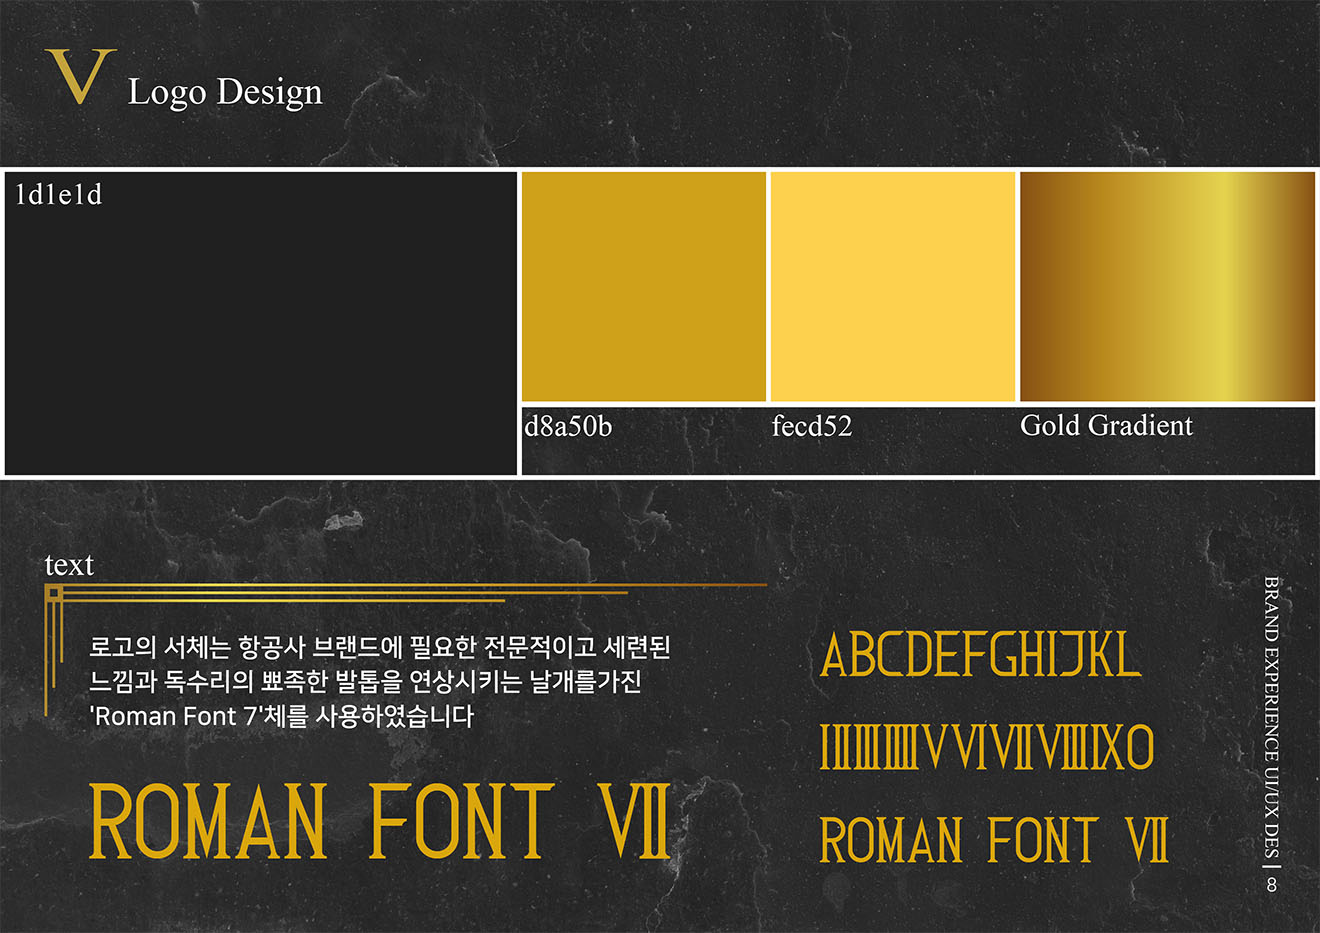 V Logo Design
1d1e1d
d8a50b
fecd52
Gold Gradient
text
로고의 서체는 항공사 브랜드에 필요한 전문적이고 세련된
느낌과 독수리의 뾰족한 발톱을 연상시키는 날개를가진
'Roman Font 7'체를 사용하였습니다
ROMAN FONT VII
ABCDEFGHIJKL
IIIIIIIIIIVVIVIIVIIIIXO
ROMAN FONT VII
BRAND EXPERIENCE UI/UX DES | 8